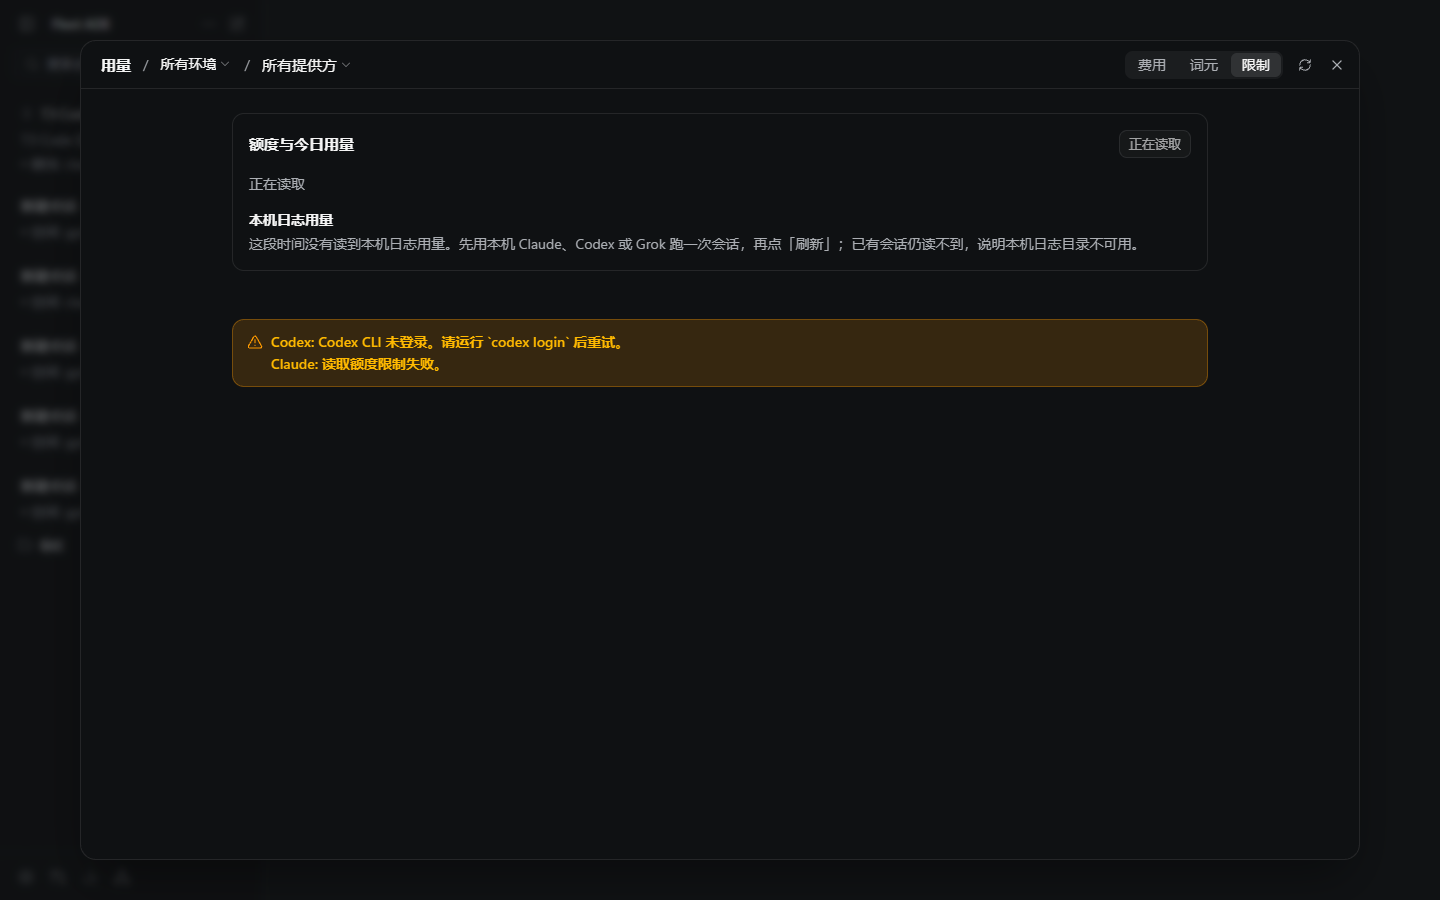 用量 / 所有环境 / 所有提供方
费用 词元 限制
额度与今日用量
正在读取
正在读取
本机日志用量
这段时间没有读到本机日志用量。先用本机 Claude、Codex 或 Grok 跑一次会话，再点「刷新」；已有会话仍读不到，说明本机日志目录不可用。
Codex: Codex CLI 未登录。请运行 `codex login` 后重试。
Claude: 读取额度限制失败。